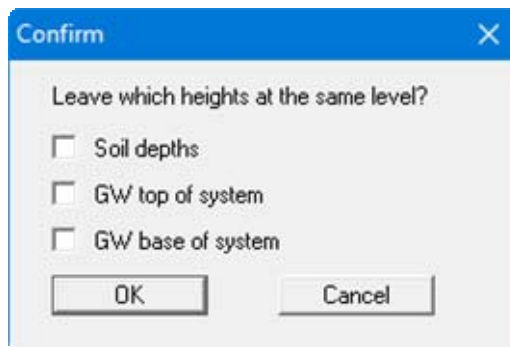 Confirm
Leave which heights at the same level?
Soil depths
GW top of system
GW base of system
OK
Cancel